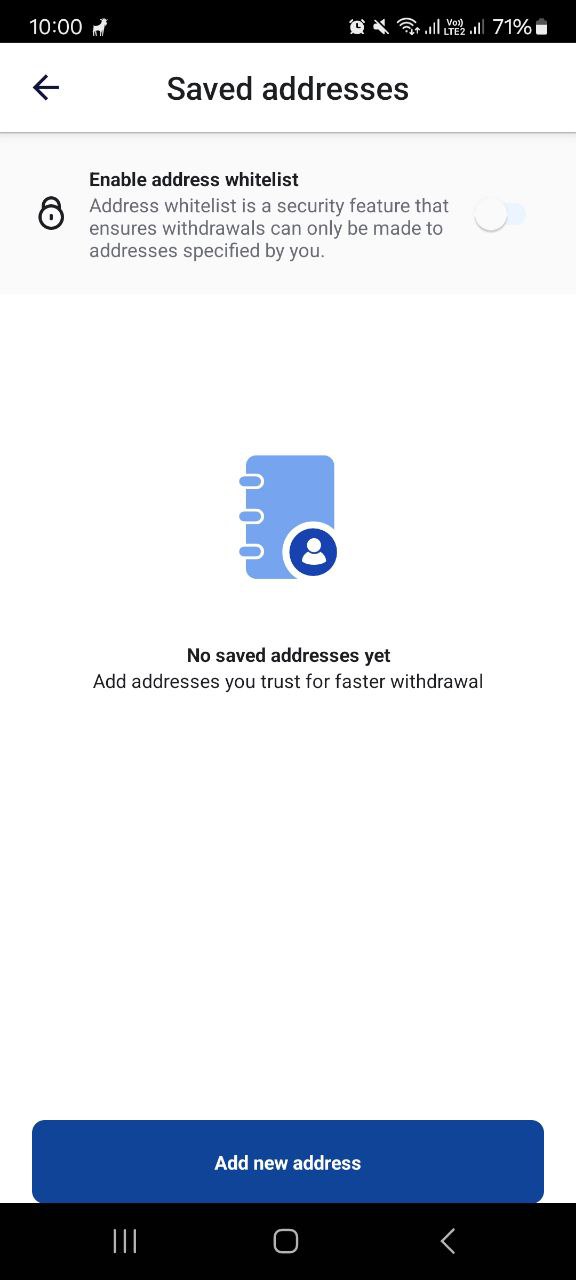 10:00 Vo)) LTE2 71%
Saved addresses
Enable address whitelist
Address whitelist is a security feature that
ensures withdrawals can only be made to
addresses specified by you.
No saved addresses yet
Add addresses you trust for faster withdrawal
Add new address